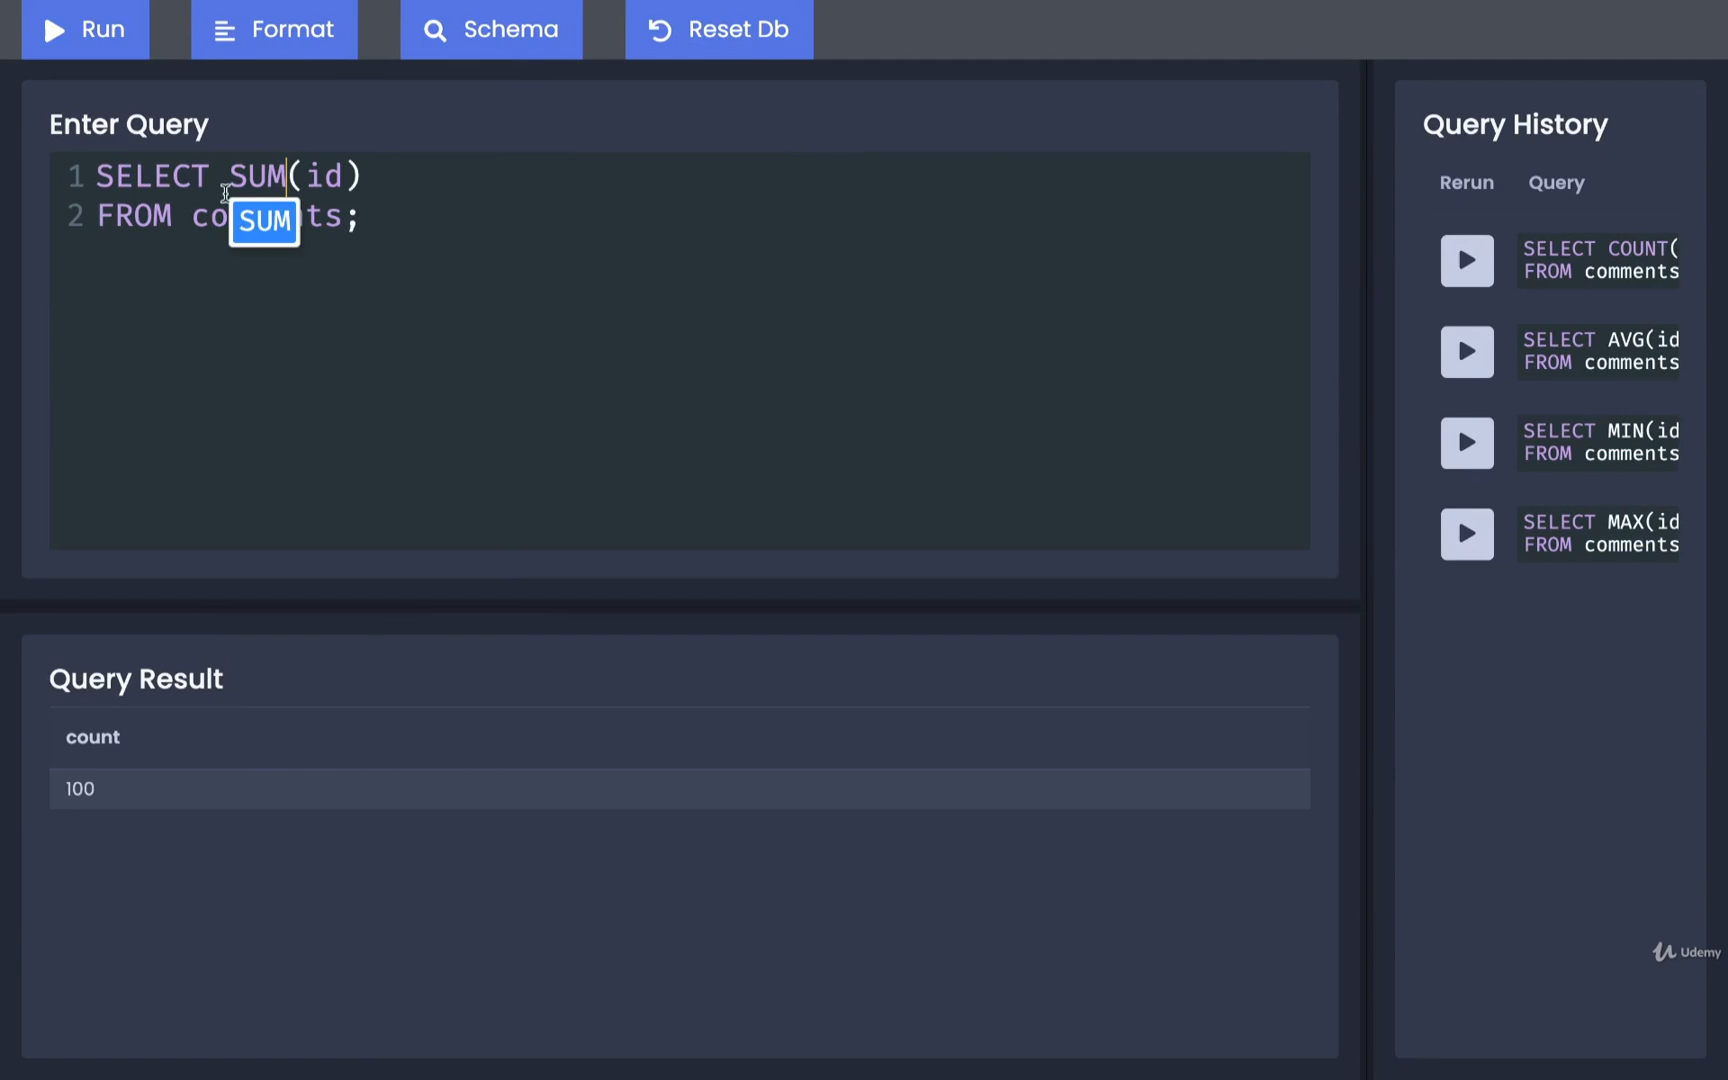 Run
Format
Schema
Reset Db
Enter Query
1 SELECT SUM(id)
2 FROM co ts;
SUM
Query Result
count
100
Query History
Rerun Query
SELECT COUNT(
FROM comments
SELECT AVG(id
FROM comments
SELECT MIN(id
FROM comments
SELECT MAX(id
FROM comments
Udemy